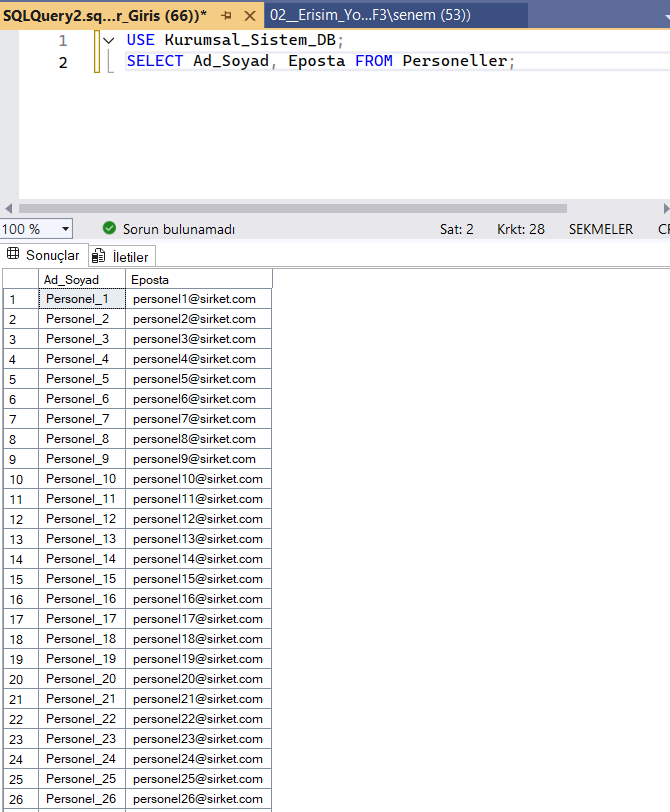 SQLQuery2.sq...r_Giris (66))* 02__Erisim_Yo...F3\senem (53))
1 USE Kurumsal_Sistem_DB;
2 SELECT Ad_Soyad, Eposta FROM Personeller;
100 % Sorun bulunamadı Sat: 2 Krkt: 28 SEKMELER CF
Sonuçlar İletiler
Ad_Soyad Eposta
1 Personel_1 personel1@sirket.com
2 Personel_2 personel2@sirket.com
3 Personel_3 personel3@sirket.com
4 Personel_4 personel4@sirket.com
5 Personel_5 personel5@sirket.com
6 Personel_6 personel6@sirket.com
7 Personel_7 personel7@sirket.com
8 Personel_8 personel8@sirket.com
9 Personel_9 personel9@sirket.com
10 Personel_10 personel10@sirket.com
11 Personel_11 personel11@sirket.com
12 Personel_12 personel12@sirket.com
13 Personel_13 personel13@sirket.com
14 Personel_14 personel14@sirket.com
15 Personel_15 personel15@sirket.com
16 Personel_16 personel16@sirket.com
17 Personel_17 personel17@sirket.com
18 Personel_18 personel18@sirket.com
19 Personel_19 personel19@sirket.com
20 Personel_20 personel20@sirket.com
21 Personel_21 personel21@sirket.com
22 Personel_22 personel22@sirket.com
23 Personel_23 personel23@sirket.com
24 Personel_24 personel24@sirket.com
25 Personel_25 personel25@sirket.com
26 Personel_26 personel26@sirket.com